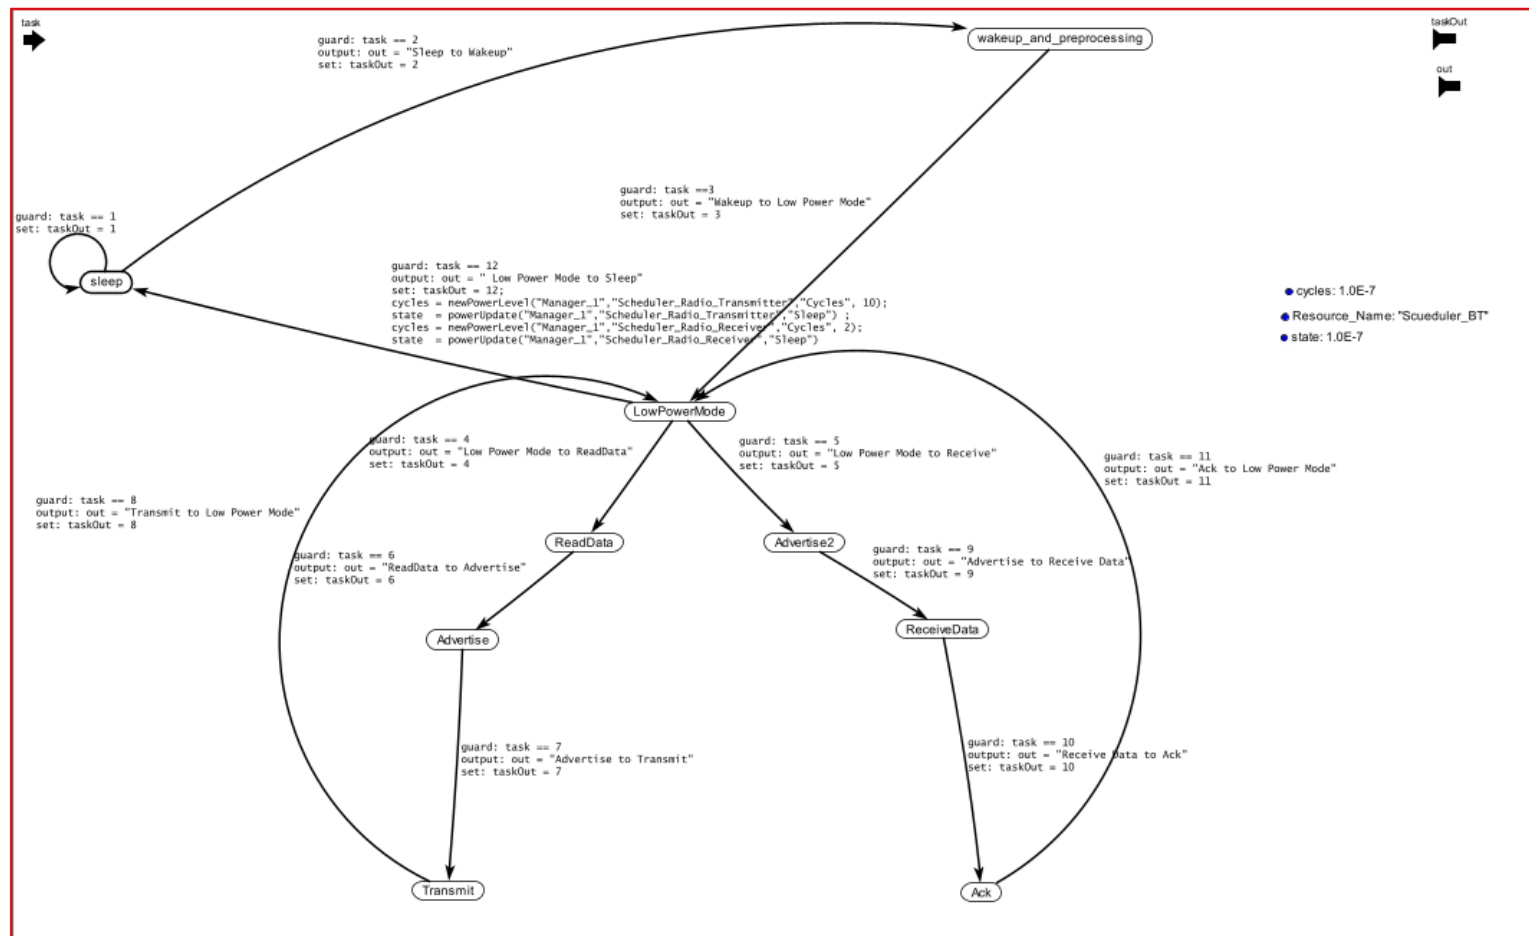 task
taskOut
guard: task == 2
output: out = "Sleep to Wakeup"
set: taskOut = 2
wakeup_and_preprocessing
out
guard: task ==3
output: out = "Wakeup to Low Power Mode"
set: taskOut = 3
guard: task == 1
set: taskOut = 1
sleep
guard: task == 12
output: out = " Low Power Mode to Sleep"
set: taskOut = 12;
cycles = newPowerLevel("Manager_1","Scheduler_Radio_Transmitter","Cycles", 10);
state  = powerUpdate("Manager_1","Scheduler_Radio_Transmitter","Sleep") ;
cycles = newPowerLevel("Manager_1","Scheduler_Radio_Receiver","Cycles", 2);
state  = powerUpdate("Manager_1","Scheduler_Radio_Receiver","Sleep")
cycles: 1.0E-7
Resource_Name: "Scueduler_BT"
state: 1.0E-7
LowPowerMode
guard: task == 4
output: out = "Low Power Mode to ReadData"
set: taskOut = 4
guard: task == 5
output: out = "Low Power Mode to Receive"
set: taskOut = 5
guard: task == 11
output: out = "Ack to Low Power Mode"
set: taskOut = 11
guard: task == 8
output: out = "Transmit to Low Power Mode"
set: taskOut = 8
ReadData
Advertise2
guard: task == 6
output: out = "ReadData to Advertise"
set: taskOut = 6
guard: task == 9
output: out = "Advertise to Receive Data"
set: taskOut = 9
Advertise
ReceiveData
guard: task == 7
output: out = "Advertise to Transmit"
set: taskOut = 7
guard: task == 10
output: out = "Receive Data to Ack"
set: taskOut = 10
Transmit
Ack